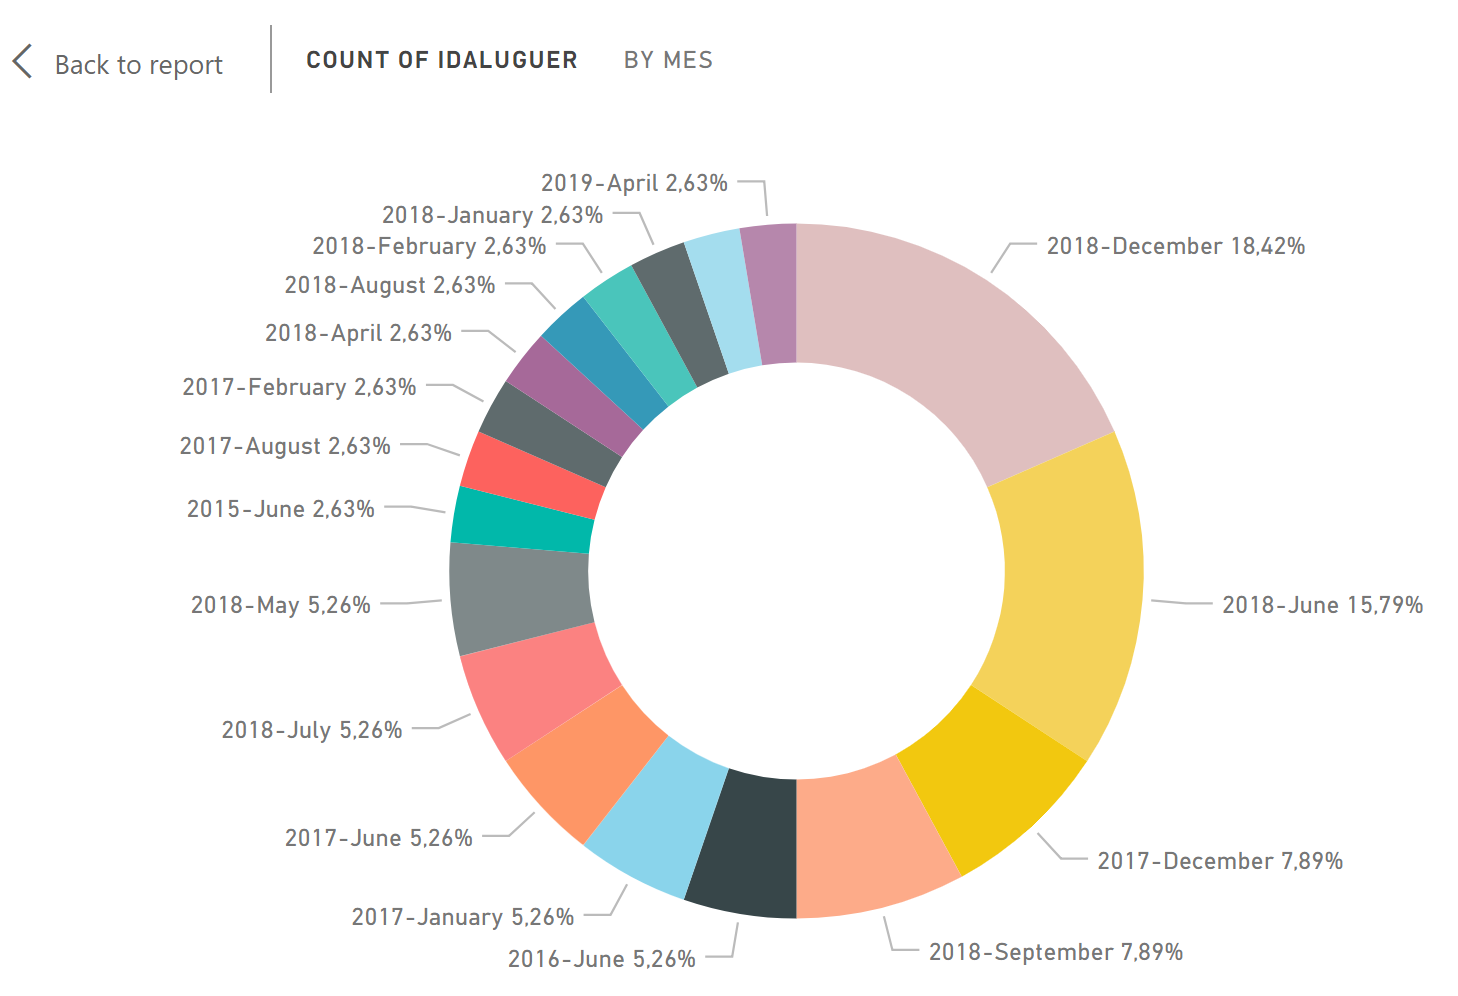 Back to report
COUNT OF IDALUGUER
BY MES
2019-April 2,63%
2018-January 2,63%
2018-February 2,63%
2018-August 2,63%
2018-April 2,63%
2017-February 2,63%
2017-August 2,63%
2015-June 2,63%
2018-May 5,26%
2018-July 5,26%
2017-June 5,26%
2017-January 5,26%
2016-June 5,26%
2018-December 18,42%
2018-June 15,79%
2017-December 7,89%
2018-September 7,89%